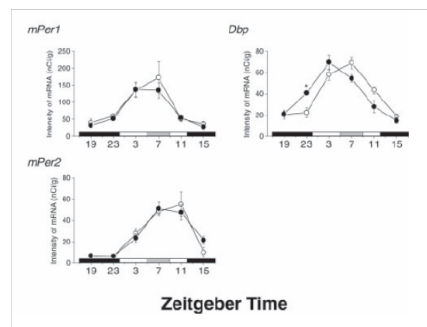 mPer1
Intensity of mRNA (nCi/g)
250
200
150
100
50
0
19 23 3 7 11 15
Dbp
Intensity of mRNA (nCi/g)
80
60
40
20
0
*
19 23 3 7 11 15
mPer2
Intensity of mRNA (nCi/g)
80
60
40
20
0
19 23 3 7 11 15
Zeitgeber Time